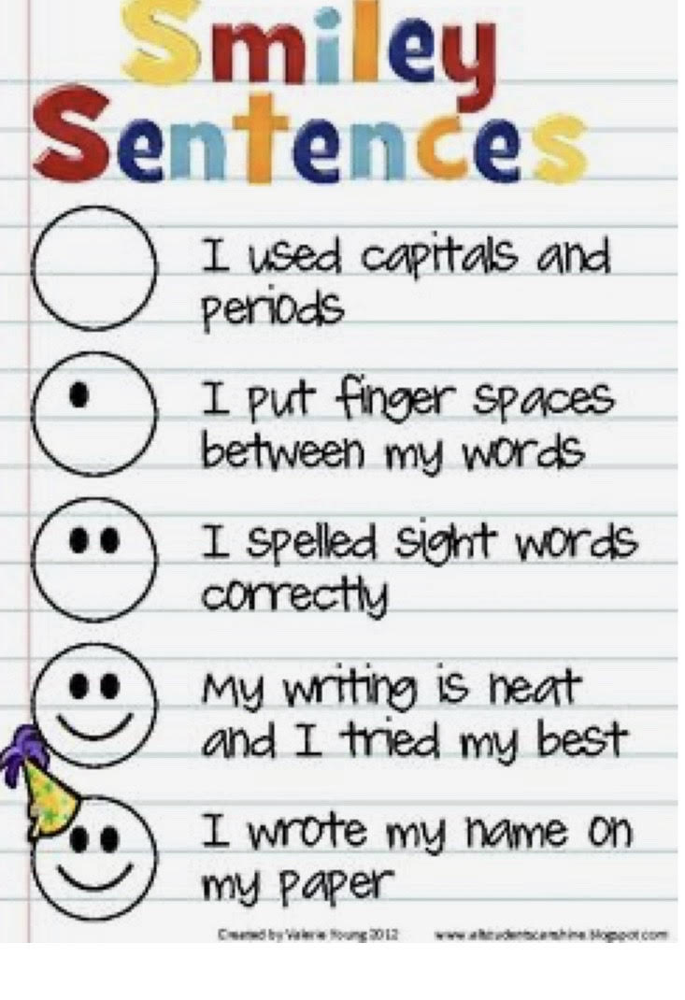 Smiley
Sentences
I used capitals and
periods
I put finger spaces
between my words
I spelled sight words
correctly
My writing is neat
and I tried my best
I wrote my name on
my paper
Created by Valerie Young 2012 www.allstudentscanshine.blogspot.com